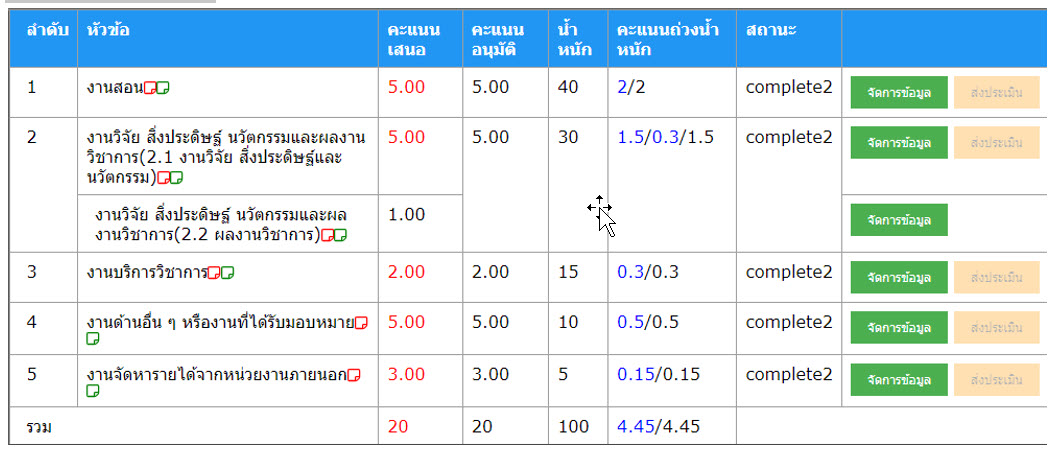 ลำดับ หัวข้อ คะแนน คะแนน น้ำ คะแนนถ่วงน้ำ สถานะ
เสนอ อนุมัติ หนัก หนัก
1 งานสอน 5.00 5.00 40 2/2 complete2 จัดการข้อมูล ส่งประเมิน
2 งานวิจัย สิ่งประดิษฐ์ นวัตกรรมและผลงาน 5.00 5.00 30 1.5/0.3/1.5 complete2 จัดการข้อมูล ส่งประเมิน
วิชาการ(2.1 งานวิจัย สิ่งประดิษฐ์และ
นวัตกรรม)
งานวิจัย สิ่งประดิษฐ์ นวัตกรรมและผล 1.00 จัดการข้อมูล
งานวิชาการ(2.2 ผลงานวิชาการ)
3 งานบริการวิชาการ 2.00 2.00 15 0.3/0.3 complete2 จัดการข้อมูล ส่งประเมิน
4 งานด้านอื่น ๆ หรืองานที่ได้รับมอบหมาย 5.00 5.00 10 0.5/0.5 complete2 จัดการข้อมูล ส่งประเมิน
5 งานจัดหารายได้จากหน่วยงานภายนอก 3.00 3.00 5 0.15/0.15 complete2 จัดการข้อมูล ส่งประเมิน
รวม 20 20 100 4.45/4.45